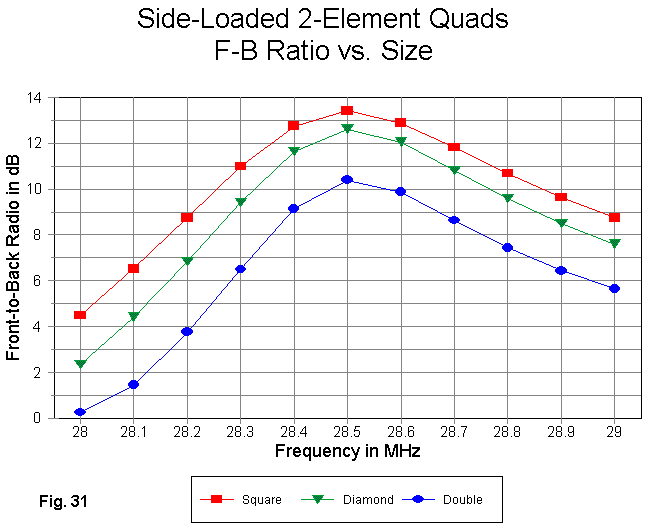 Side-Loaded 2-Element Quads
F-B Ratio vs. Size
Front-to-Back Radio in dB
14
12
10
8
6
4
2
0
28 28.1 28.2 28.3 28.4 28.5 28.6 28.7 28.8 28.9 29
Frequency in MHz
Fig. 31
Square Diamond Double